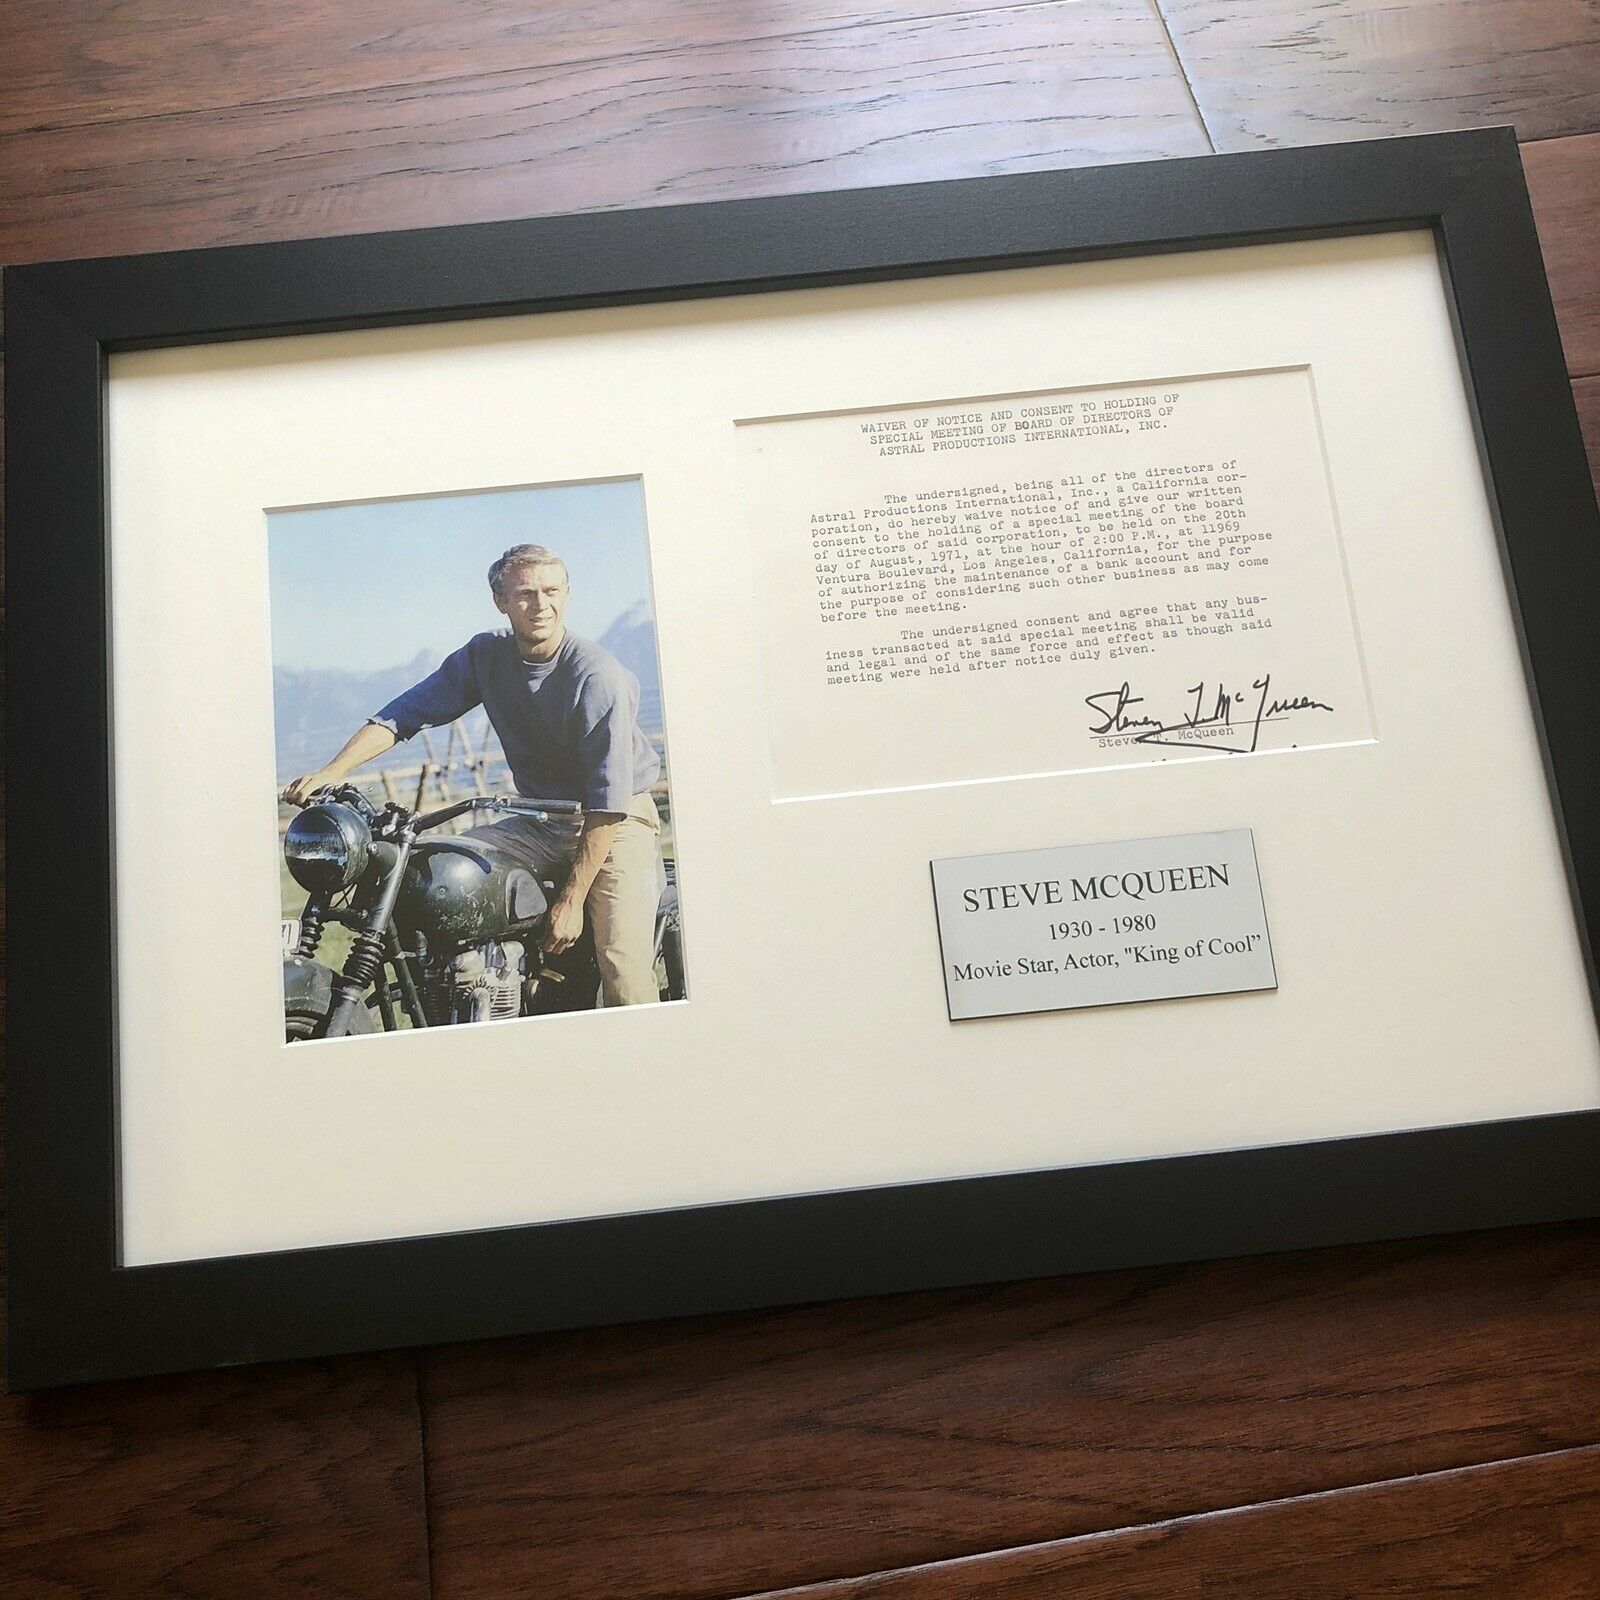 WAIVER OF NOTICE AND CONSENT TO HOLDING OF
SPECIAL MEETING OF BOARD OF DIRECTORS OF
ASTRAL PRODUCTIONS INTERNATIONAL, INC.
The undersigned, being all of the directors of
Astral Productions International, Inc., a California cor-
poration, do hereby waive notice of and give our written
consent to the holding of a special meeting of the board
of directors of said corporation, to be held on the 20th
day of August, 1971, at the hour of 2:00 P.M., at 11969
Ventura Boulevard, Los Angeles, California, for the purpose
of authorizing the maintenance of a bank account and for
the purpose of considering such other business as may come
before the meeting.
The undersigned consent and agree that any bus-
iness transacted at said special meeting shall be valid
and legal and of the same force and effect as though said
meeting were held after notice duly given.
Steven T. McQueen
Steven T. McQueen
STEVE MCQUEEN
1930 - 1980
Movie Star, Actor, "King of Cool”